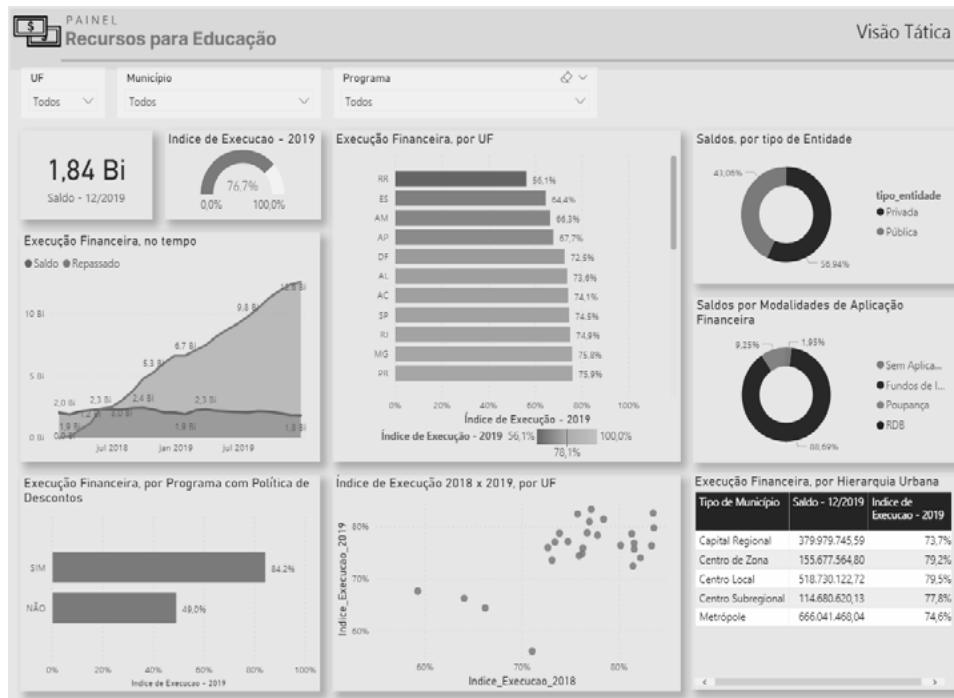 PAINEL
Recursos para Educação
Visão Tática
UF
Município
Programa
Todos
Todos
Todos
1,84 Bi
Saldo - 12/2019
Indice de Execucao - 2019
76,7%
0,0%
100,0%
Execução Financeira, por UF
RR
56,1%
ES
64,4%
AM
66,3%
AP
67,7%
DF
72,5%
AL
73,6%
AC
74,1%
SP
74,5%
RJ
74,9%
MG
75,8%
PR
75,9%
0%
20%
40%
60%
80%
100%
Índice de Execução - 2019
Índice de Execução - 2019
56,1%
100,0%
78,1%
Saldos, por tipo de Entidade
43,06%
56,94%
tipo_entidade
Privada
Pública
Execução Financeira, no tempo
Saldo
Repassado
10 Bi
5 Bi
0 Bi
2,0 Bi
1,9 Bi
0,0 Bi
2,3 Bi
2,4 Bi
5,3 Bi
6,7 Bi
1,9 Bi
2,3 Bi
9,8 Bi
1,8 Bi
jul 2018
jan 2019
jul 2019
Saldos por Modalidades de Aplicação
Financeira
9,25%
1,95%
88,69%
Sem Aplica...
Fundos de I...
Poupança
RDB
Execução Financeira, por Programa com Política de
Descontos
SIM
84,2%
NÃO
49,0%
0%
20%
40%
60%
80%
100%
Indice de Execucao - 2019
Índice de Execução 2018 x 2019, por UF
Indice_Execucao_2019
80%
70%
60%
60%
70%
80%
Indice_Execucao_2018
Execução Financeira, por Hierarquia Urbana
Tipo de Município Saldo - 12/2019 Indice de
Execucao - 2019
Capital Regional 379.979.745,59 73,7%
Centro de Zona 155.677.564,80 79,2%
Centro Local 518.730.122,72 79,5%
Centro Subregional 114.680.620,13 77,8%
Metrópole 666.041.468,04 74,6%